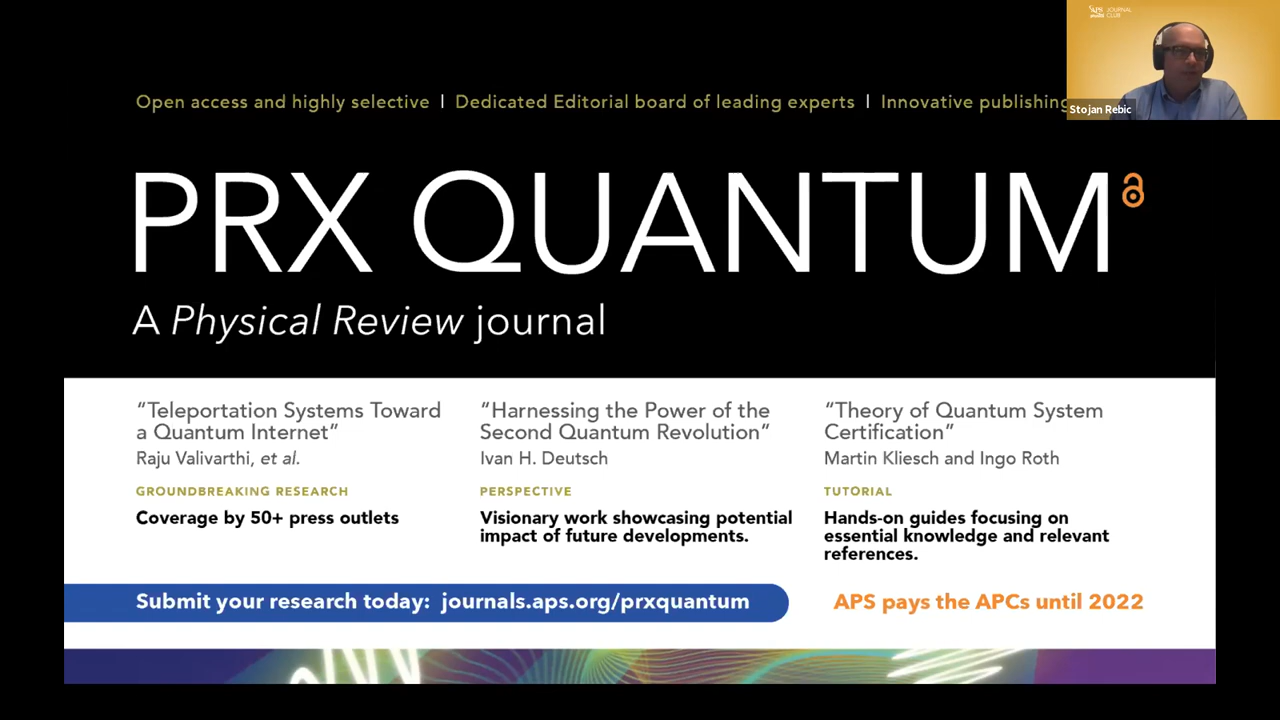 APS JOURNAL
CLUB
Stojan Rebic
Open access and highly selective | Dedicated Editorial board of leading experts | Innovative publishing
PRX QUANTUM
A Physical Review journal
“Teleportation Systems Toward
a Quantum Internet”
Raju Valivarthi, et al.
GROUNDBREAKING RESEARCH
Coverage by 50+ press outlets
“Harnessing the Power of the
Second Quantum Revolution”
Ivan H. Deutsch
PERSPECTIVE
Visionary work showcasing potential
impact of future developments.
“Theory of Quantum System
Certification”
Martin Kliesch and Ingo Roth
TUTORIAL
Hands-on guides focusing on
essential knowledge and relevant
references.
Submit your research today: journals.aps.org/prxquantum
APS pays the APCs until 2022